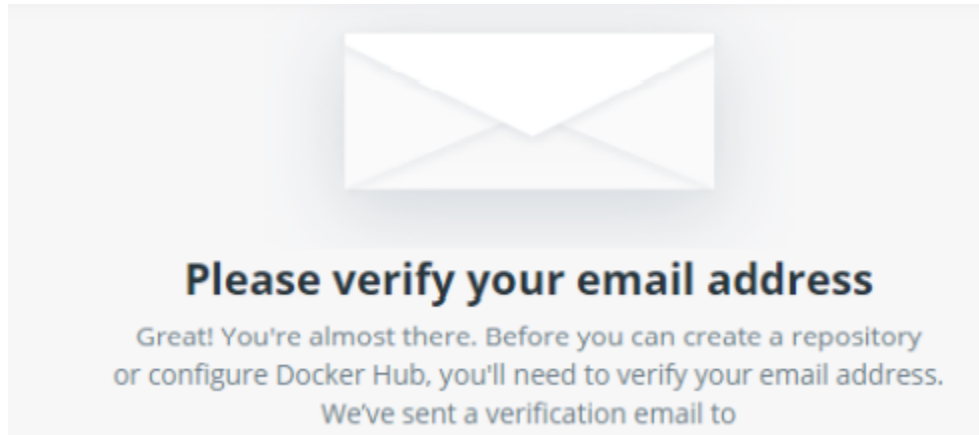 Please verify your email address
Great! You're almost there. Before you can create a repository
or configure Docker Hub, you'll need to verify your email address.
We’ve sent a verification email to